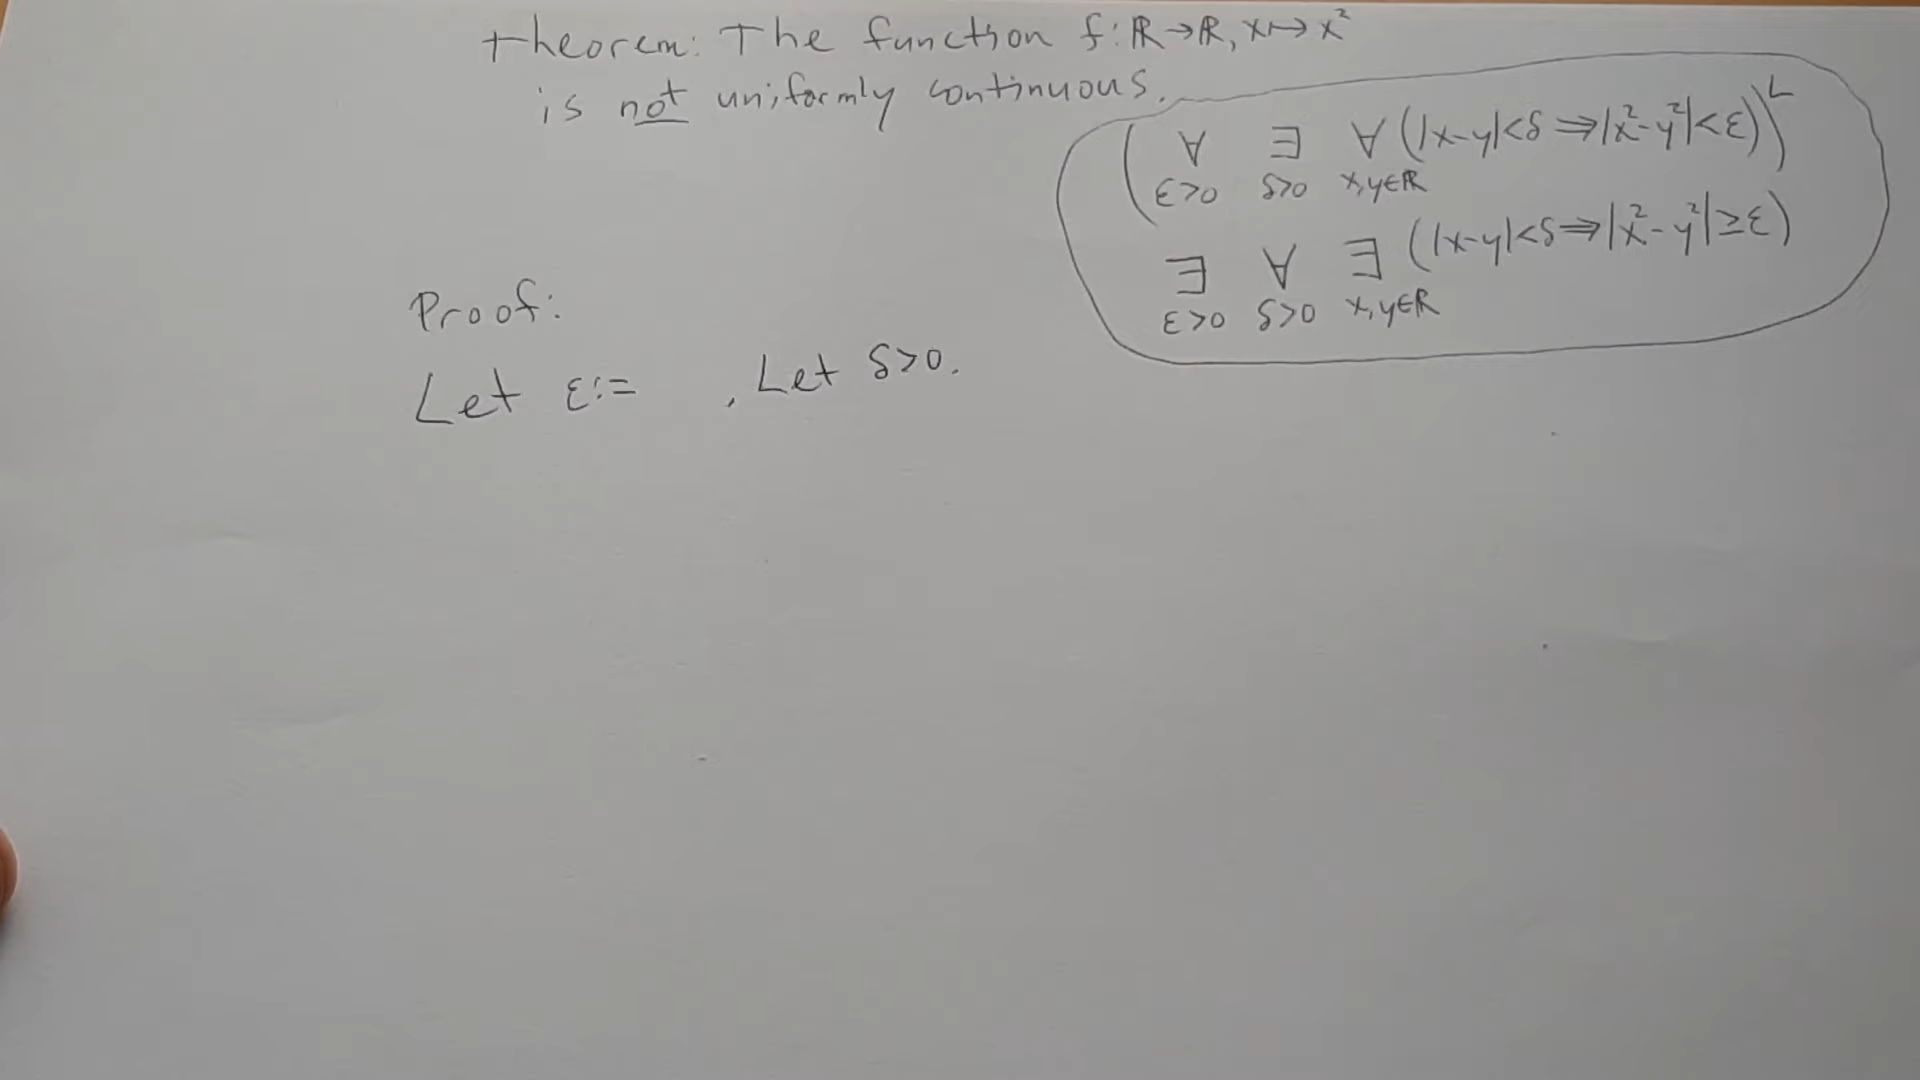 theorem: The function f:ℝ→ℝ, x↦x²
is not uniformly continuous.
(∀ ∃ ∀ (|x-y|<δ ⇒|x²-y²|<ε))ᒼ
ε>0 δ>0 x,y∈ℝ
∃ ∀ ∃ (|x-y|<δ⇒|x²-y²|≥ε)
ε>0 δ>0 x,y∈ℝ
Proof:
Let ε:= . Let δ>0.